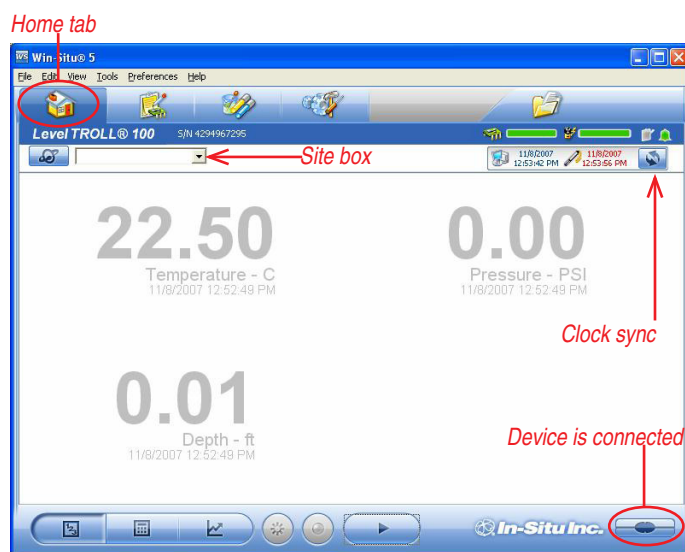 Home tab
Win-Situ® 5
File Edit View Tools Preferences Help
Level TROLL® 100 S/N 4294967295
Site box
11/8/2007 12:53:42 PM
11/8/2007 12:53:56 PM
22.50
Temperature - C
11/8/2007 12:52:49 PM
0.00
Pressure - PSI
11/8/2007 12:52:49 PM
Clock sync
0.01
Depth - ft
11/8/2007 12:52:49 PM
Device is connected
In-Situ Inc.